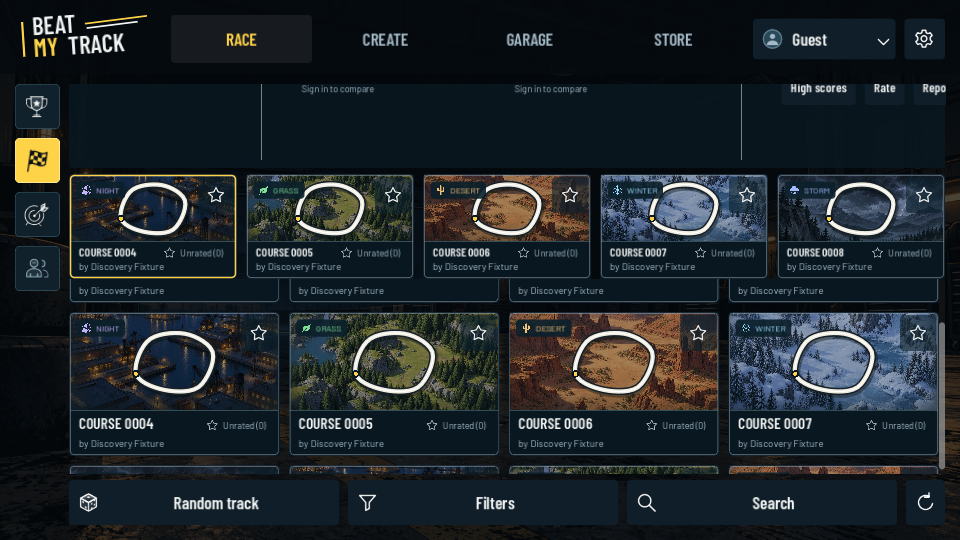 BEAT
MY TRACK
RACE
CREATE
GARAGE
STORE
Guest
Sign in to compare
Sign in to compare
High scores
Rate
Repo
NIGHT
GRASS
DESERT
WINTER
STORM
COURSE 0004
Unrated (0)
by Discovery Fixture
COURSE 0005
Unrated (0)
by Discovery Fixture
COURSE 0006
Unrated (0)
by Discovery Fixture
COURSE 0007
Unrated (0)
by Discovery Fixture
COURSE 0008
Unrated (0)
by Discovery Fixture
by Discovery Fixture
by Discovery Fixture
by Discovery Fixture
by Discovery Fixture
NIGHT
GRASS
DESERT
WINTER
COURSE 0004
Unrated (0)
by Discovery Fixture
COURSE 0005
Unrated (0)
by Discovery Fixture
COURSE 0006
Unrated (0)
by Discovery Fixture
COURSE 0007
Unrated (0)
by Discovery Fixture
Random track
Filters
Search